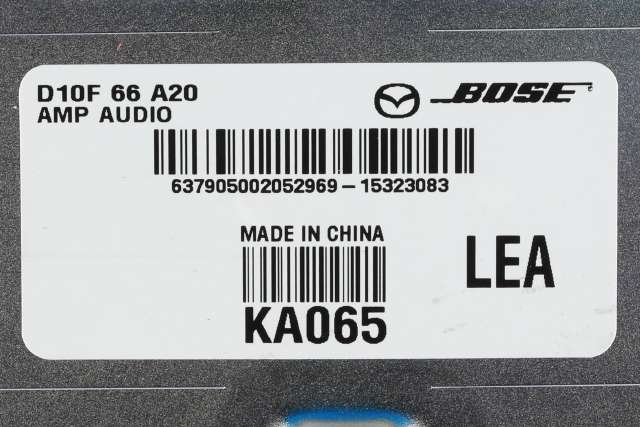 D10F 66 A20
AMP AUDIO
BOSE
637905002052969-15323083
MADE IN CHINA
KA065
LEA